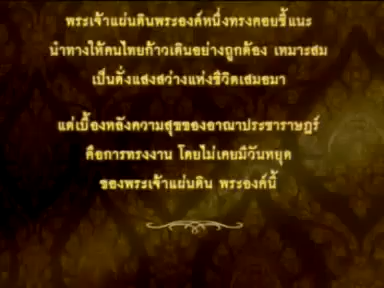 พระเจ้าแผ่นดินพระองค์หนึ่งทรงคอยชี้แนะ
นำทางให้คนไทยก้าวเดินอย่างถูกต้อง เหมาะสม
เป็นดั่งแสงสว่างแห่งชีวิตเสมอมา
แต่เบื้องหลังความสุขของอาณาประชาราษฎร์
คือการทรงงาน โดยไม่เคยมีวันหยุด
ของพระเจ้าแผ่นดิน พระองค์นี้